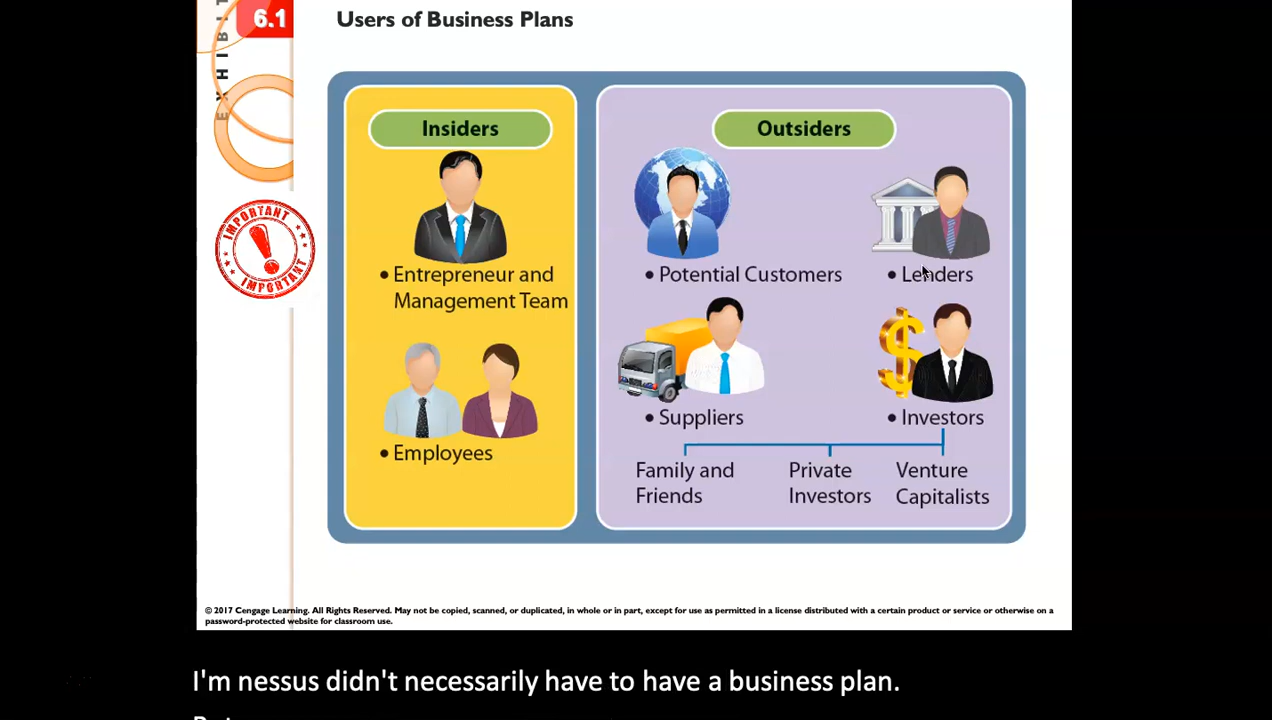 EXHIBIT
6.1
Users of Business Plans
Insiders
Outsiders
IMPORTANT
IMPORTANT
• Entrepreneur and
Management Team
• Employees
• Potential Customers
• Lenders
• Suppliers
• Investors
Family and
Friends
Private
Investors
Venture
Capitalists
© 2017 Cengage Learning. All Rights Reserved. May not be copied, scanned, or duplicated, in whole or in part, except for use as permitted in a license distributed with a certain product or service or otherwise on a
password-protected website for classroom use.
I'm nessus didn't necessarily have to have a business plan.